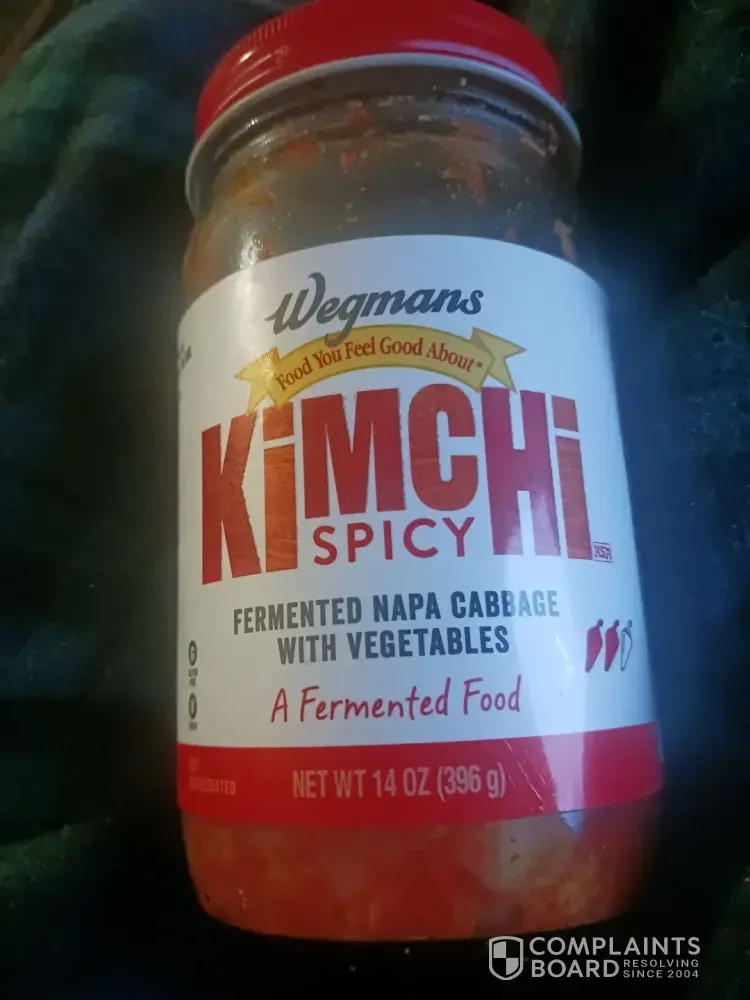 Wegmans
Food You Feel Good About
KiMCHi
SPICY
FERMENTED NAPA CABBAGE
WITH VEGETABLES
A Fermented Food
NET WT 14 OZ (396 g)
COMPLAINTS
BOARD RESOLVING
SINCE 2004